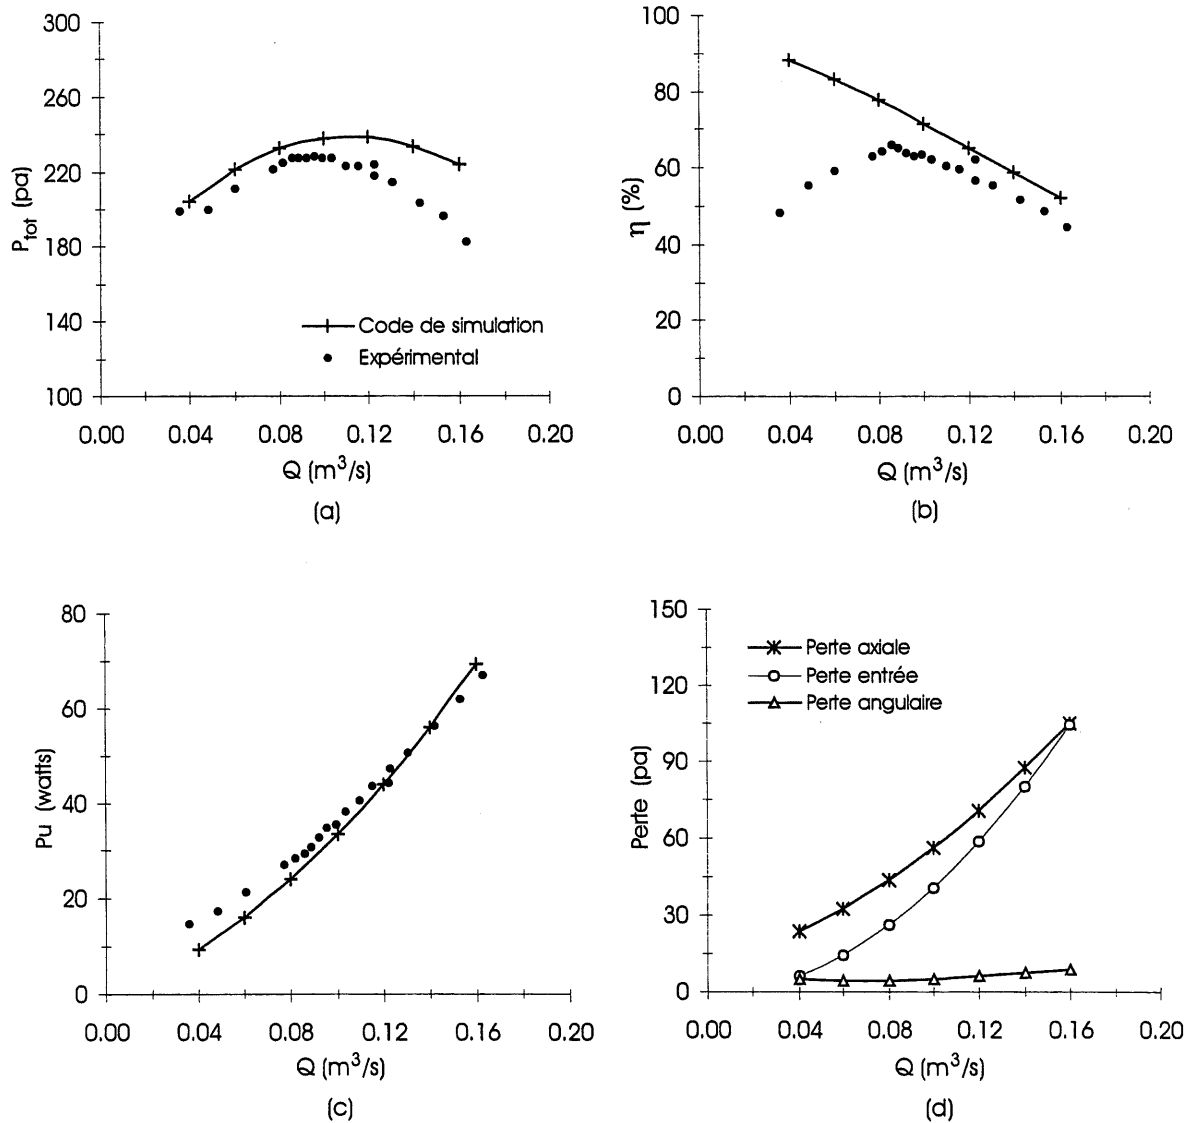 300
260
220
180
140
100
P_tot (pa)
Code de simulation
Expérimental
0.00 0.04 0.08 0.12 0.16 0.20
Q (m³/s)
(a)
100
80
60
40
20
0
η (%)
0.00 0.04 0.08 0.12 0.16 0.20
Q (m³/s)
(b)
80
60
40
20
0
Pu (watts)
0.00 0.04 0.08 0.12 0.16 0.20
Q (m³/s)
(c)
150
120
90
60
30
0
Perte (pa)
Perte axiale
Perte entrée
Perte angulaire
0.00 0.04 0.08 0.12 0.16 0.20
Q (m³/s)
(d)